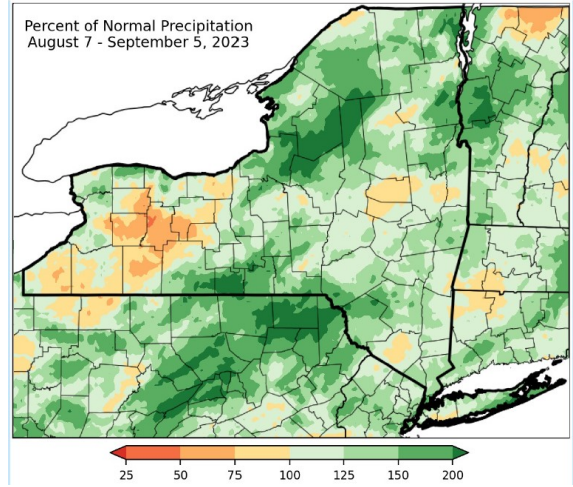 Percent of Normal Precipitation
August 7 - September 5, 2023
25 50 75 100 125 150 200